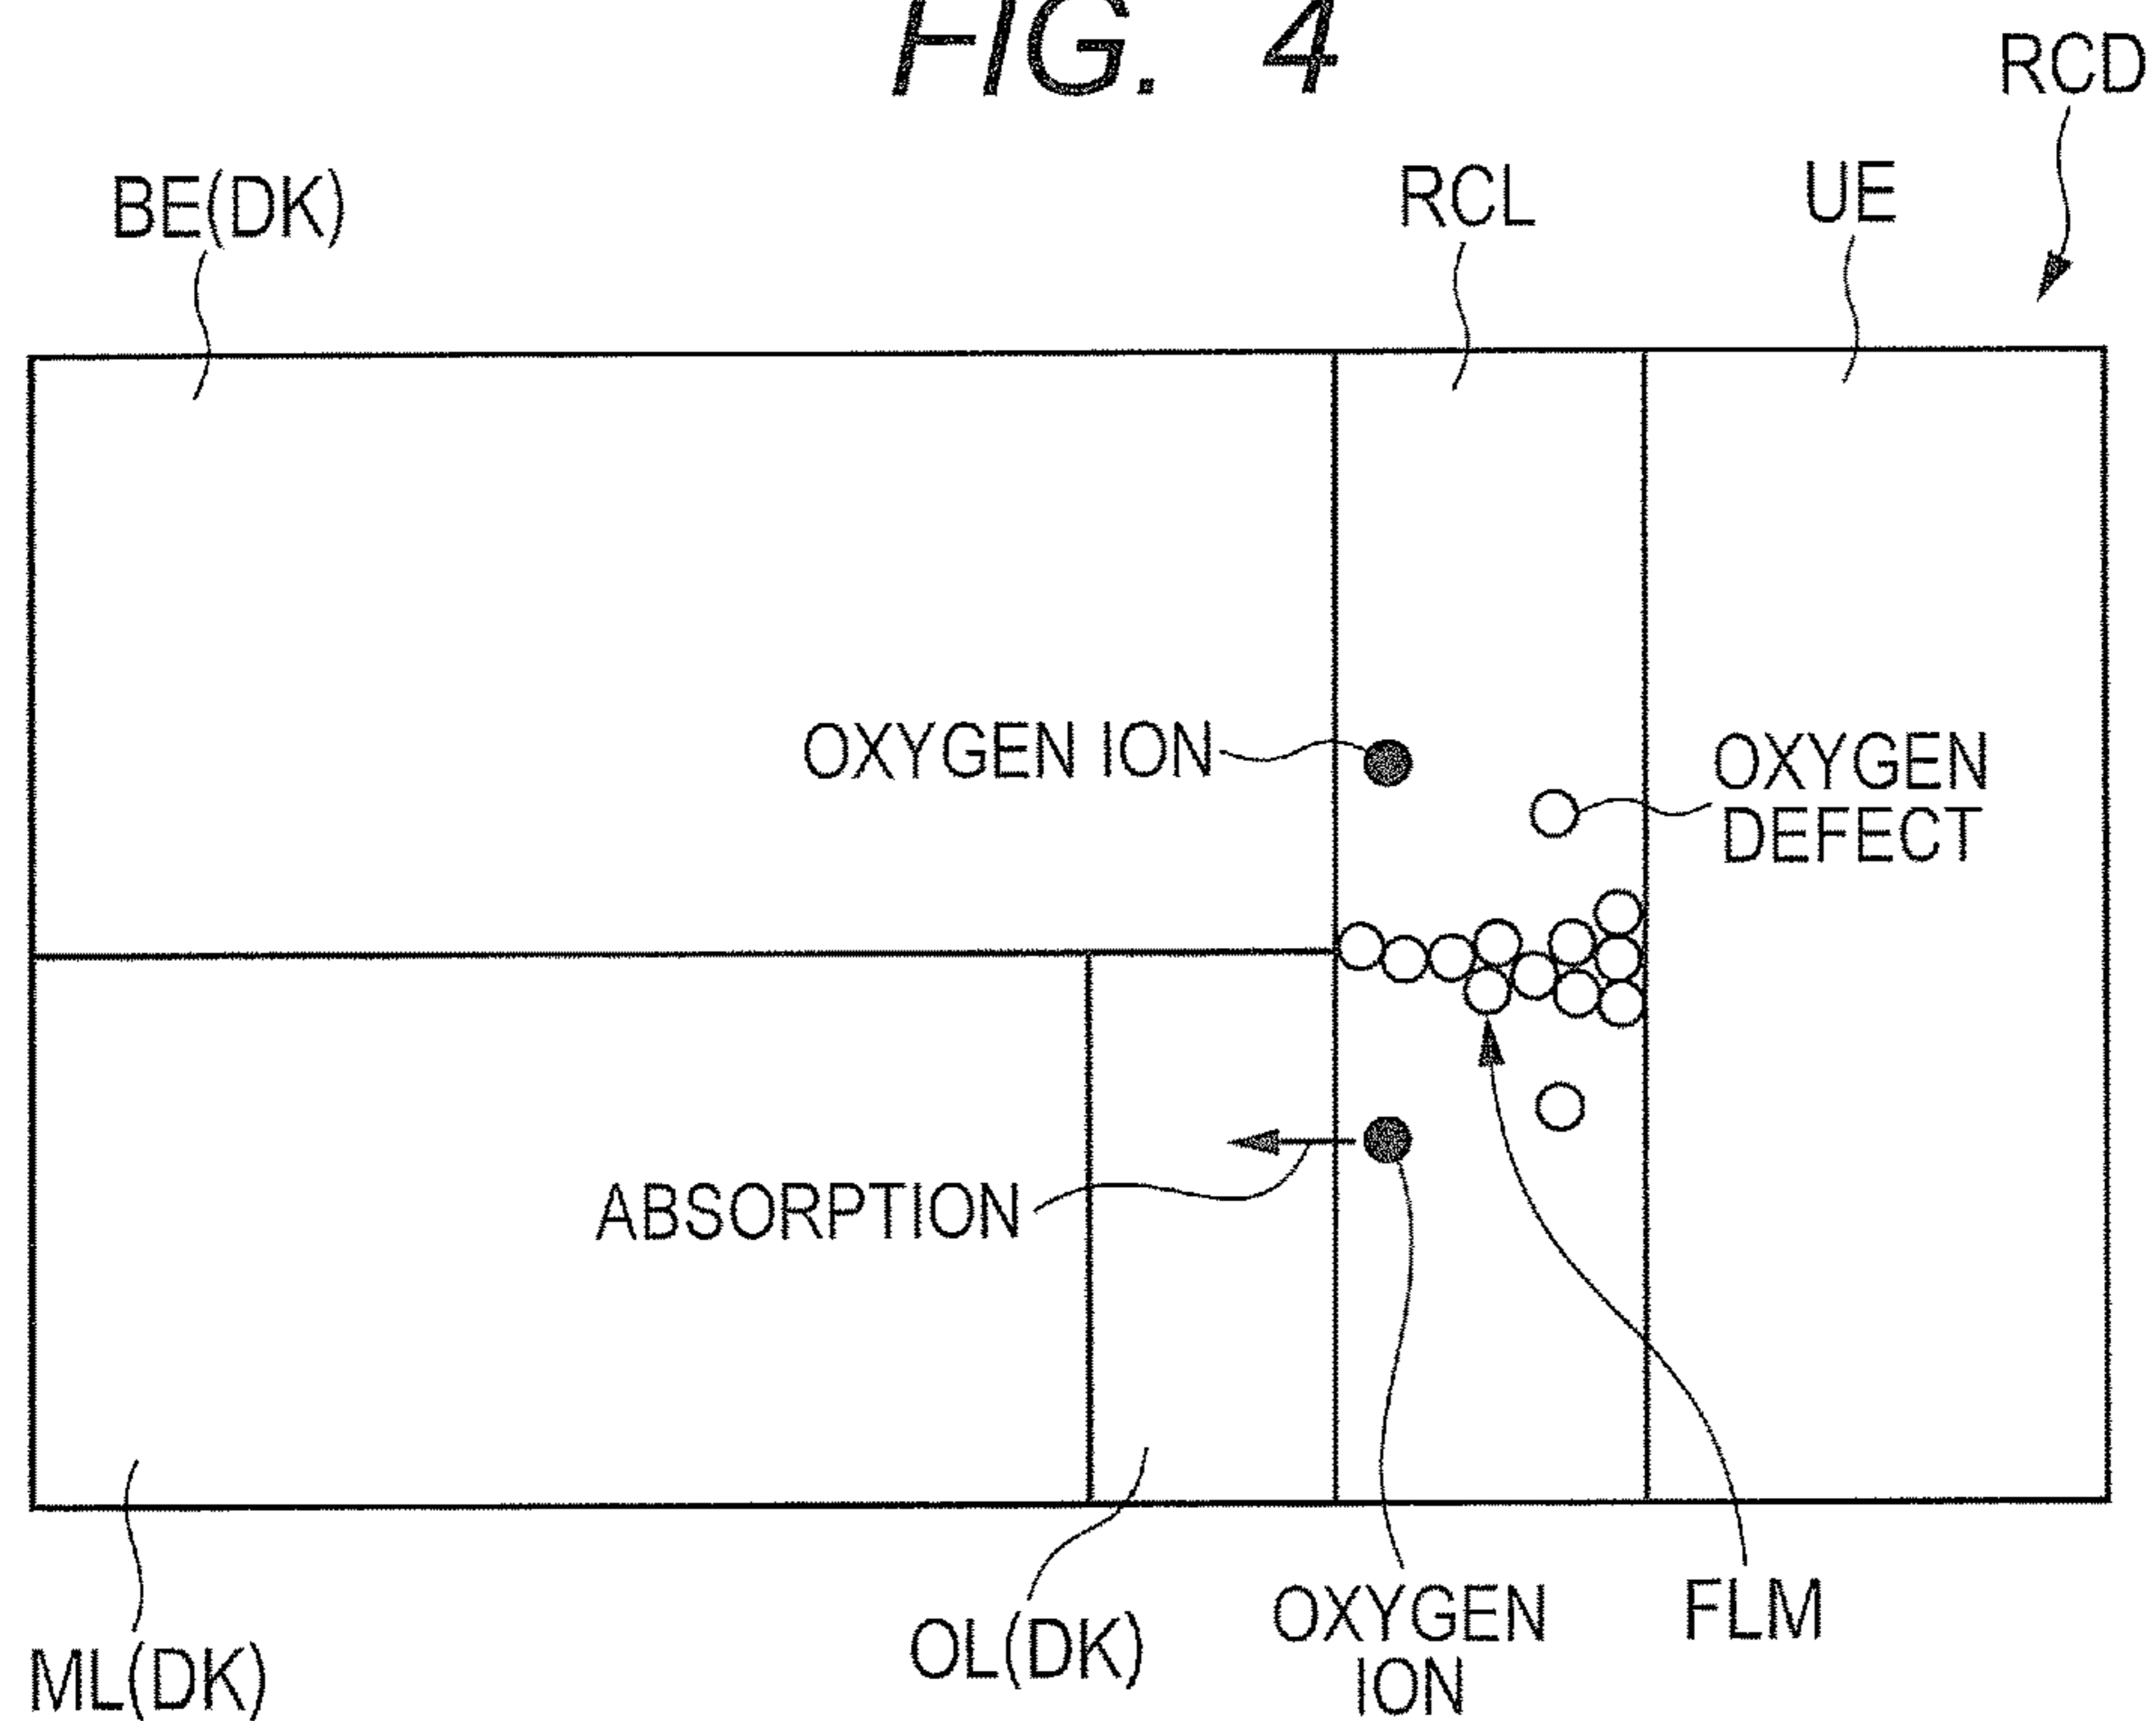 FIG. 4
RCD
BE(DK)
RCL
UE
OXYGEN ION
OXYGEN
DEFECT
ABSORPTION
ML(DK)
OL(DK)
OXYGEN
ION
FLM